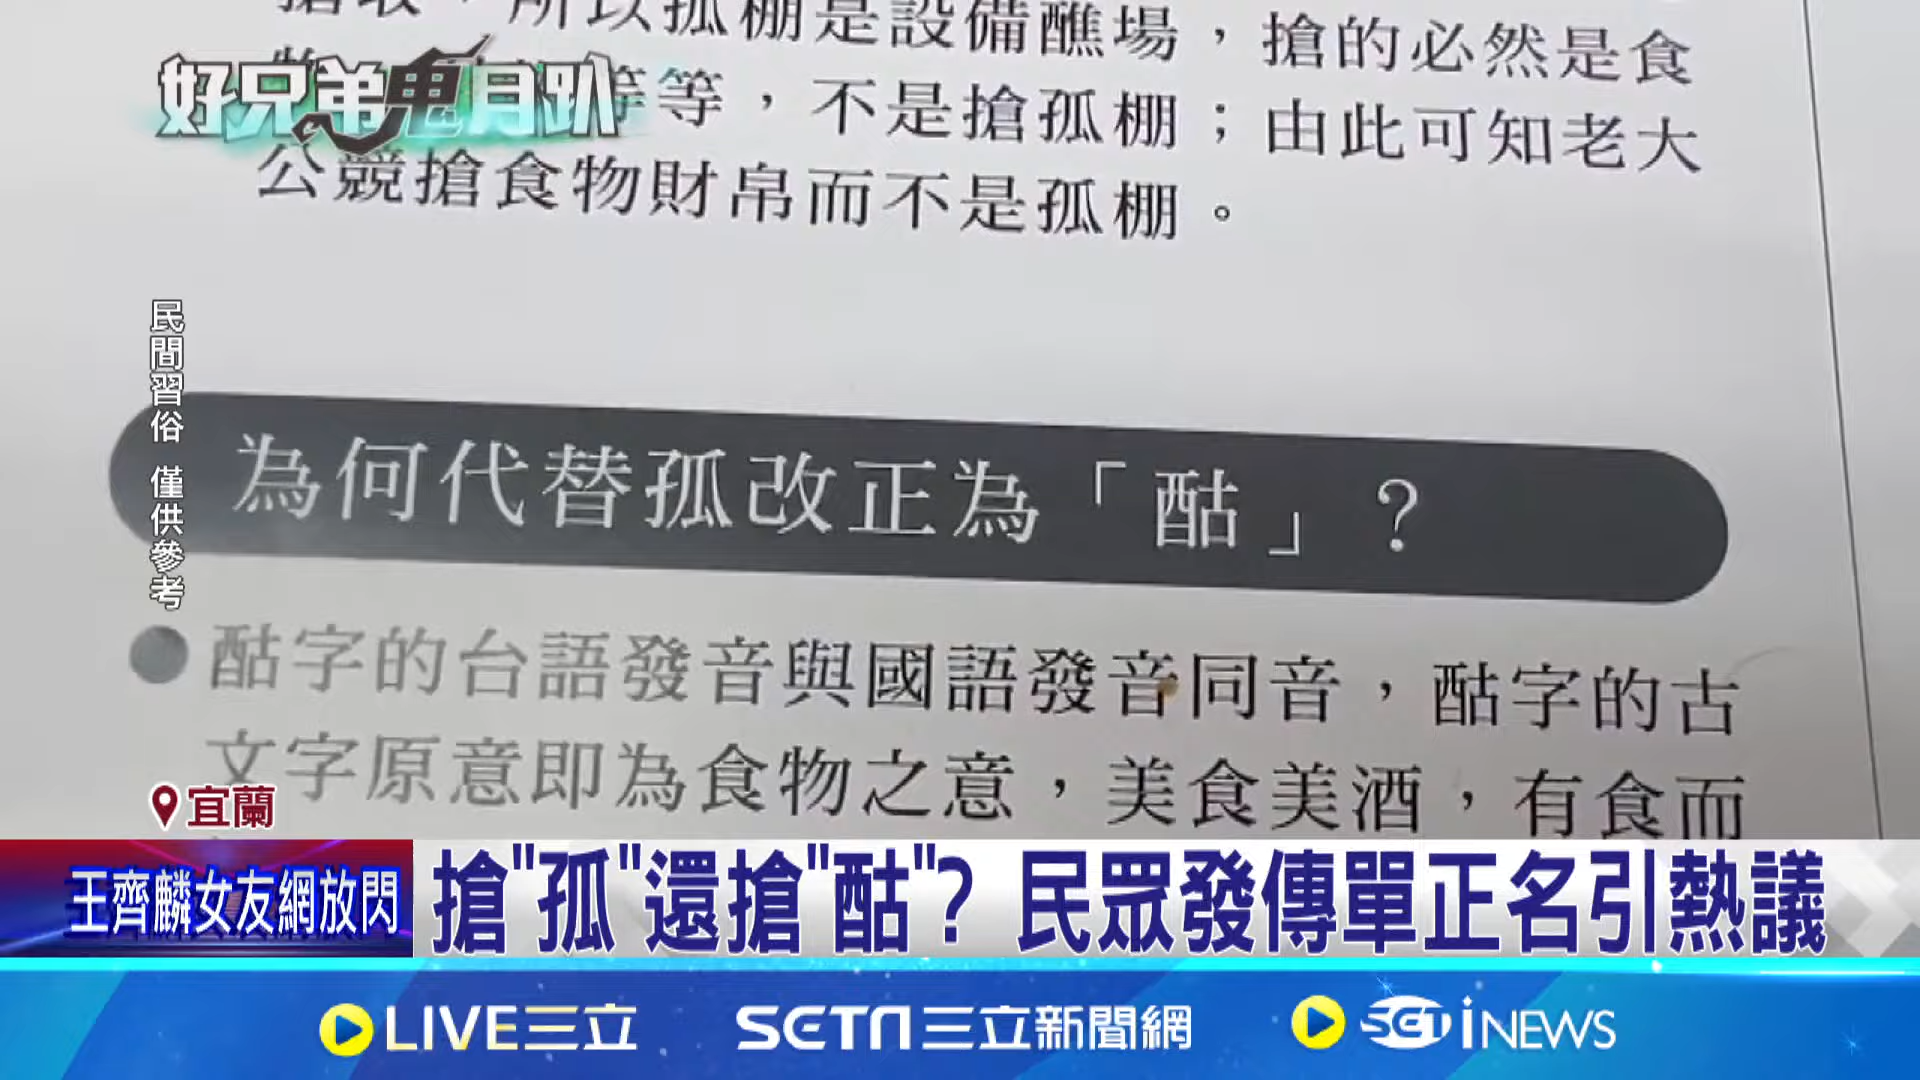 搶取，所以孤棚是設備醮場，搶的必然是食
等等，不是搶孤棚；由此可知老大
公競搶食物財帛而不是孤棚。
好兄弟鬼月趴
民間習俗 僅供參考
為何代替孤改正為「酤」？
酤字的台語發音與國語發音同音，酤字的古
文字原意即為食物之意，美食美酒，有食而
宜蘭
王齊麟女友網放閃
搶"孤"還搶"酤"? 民眾發傳單正名引熱議
LIVE三立
SETN三立新聞網
SET iNEWS